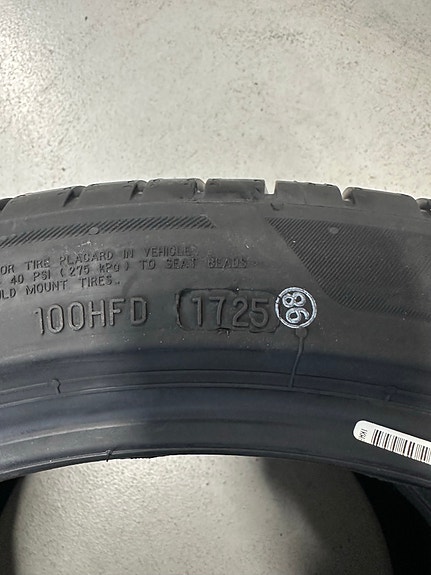 OR TIRE PLACARD IN VEHICLE
40 PSI (275 kPa) TO SEAT BEADS
ULD MOUNT TIRES.
100HFD 1725 98